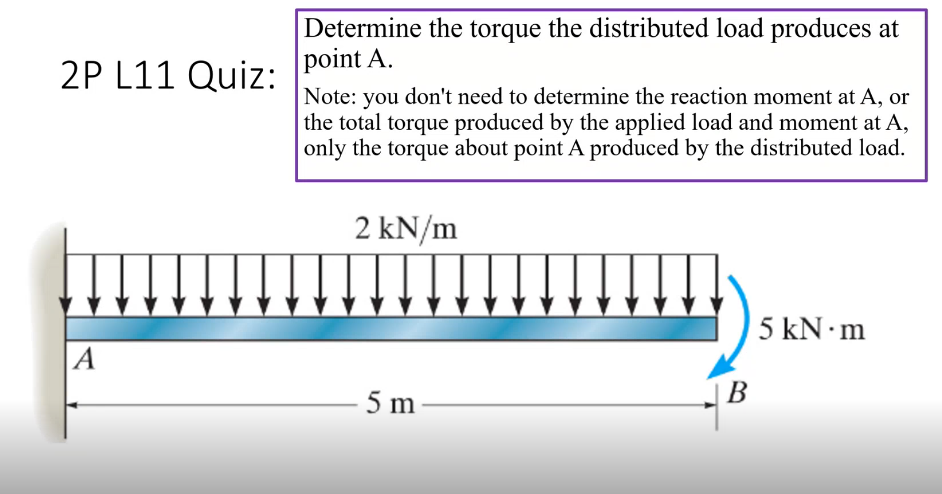 2P L11 Quiz:
Determine the torque the distributed load produces at
point A.
Note: you don't need to determine the reaction moment at A, or
the total torque produced by the applied load and moment at A,
only the torque about point A produced by the distributed load.
2 kN/m
5 kN·m
A
B
5 m